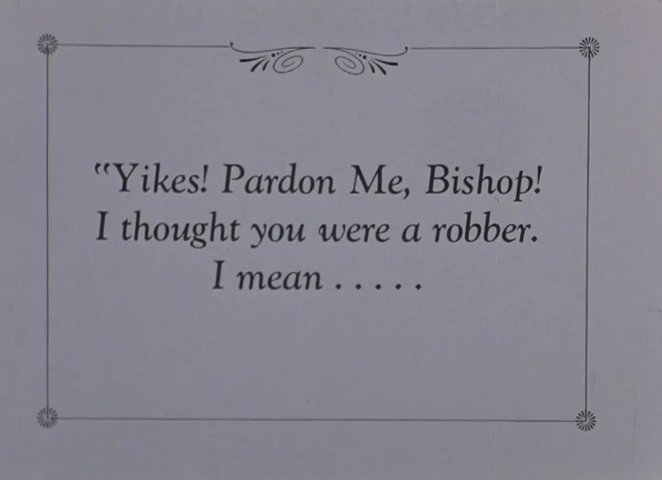 "Yikes! Pardon Me, Bishop!
I thought you were a robber.
I mean . . . . .